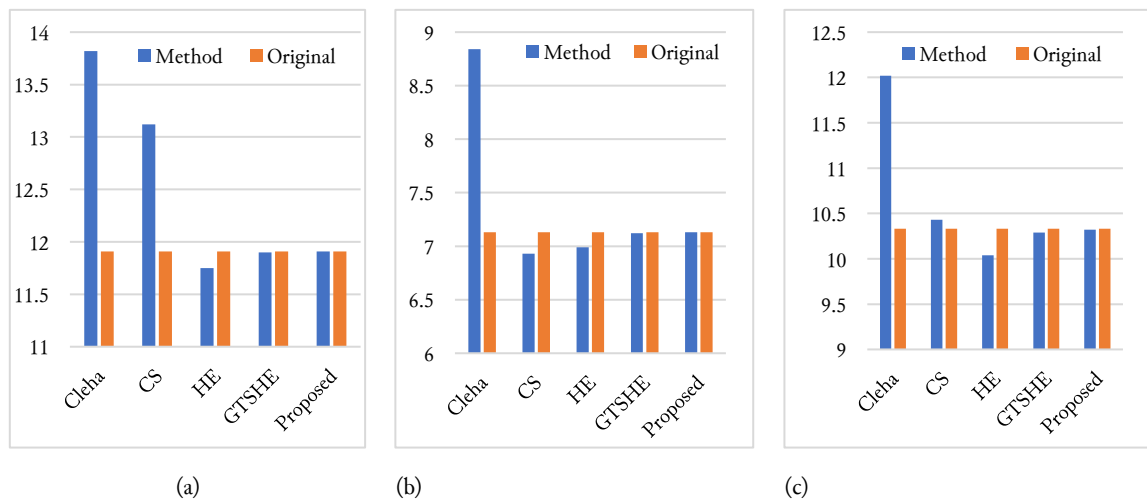 14
Method Original
13.5
13
12.5
12
11.5
11
Cleha
CS
HE
GTSHE
Proposed
(a)
9
Method Original
8.5
8
7.5
7
6.5
6
Cleha
CS
HE
GTSHE
Proposed
(b)
12.5
Method Original
12
11.5
11
10.5
10
9.5
9
Cleha
CS
HE
GTSHE
Proposed
(c)